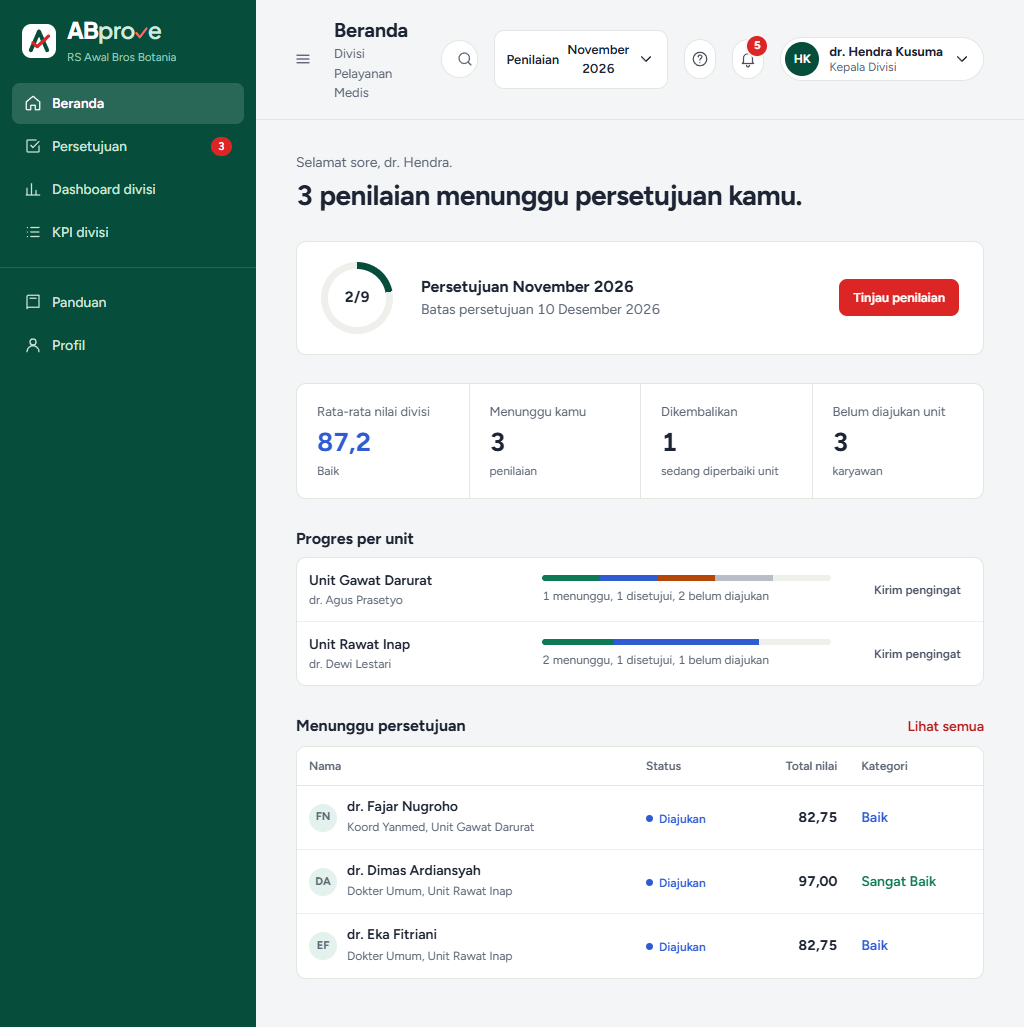 ABprove
RS Awal Bros Botania
Beranda
Persetujuan 3
Dashboard divisi
KPI divisi
Panduan
Profil
Beranda
Divisi
Pelayanan
Medis
Penilaian November
2026
5
HK
dr. Hendra Kusuma
Kepala Divisi
Selamat sore, dr. Hendra.
3 penilaian menunggu persetujuan kamu.
2/9
Persetujuan November 2026
Batas persetujuan 10 Desember 2026
Tinjau penilaian
Rata-rata nilai divisi
87,2
Baik
Menunggu kamu
3
penilaian
Dikembalikan
1
sedang diperbaiki unit
Belum diajukan unit
3
karyawan
Progres per unit
Unit Gawat Darurat
dr. Agus Prasetyo
1 menunggu, 1 disetujui, 2 belum diajukan
Kirim pengingat
Unit Rawat Inap
dr. Dewi Lestari
2 menunggu, 1 disetujui, 1 belum diajukan
Kirim pengingat
Menunggu persetujuan
Lihat semua
Nama Status Total nilai Kategori
FN
dr. Fajar Nugroho
Koord Yanmed, Unit Gawat Darurat
Diajukan 82,75 Baik
DA
dr. Dimas Ardiansyah
Dokter Umum, Unit Rawat Inap
Diajukan 97,00 Sangat Baik
EF
dr. Eka Fitriani
Dokter Umum, Unit Rawat Inap
Diajukan 82,75 Baik